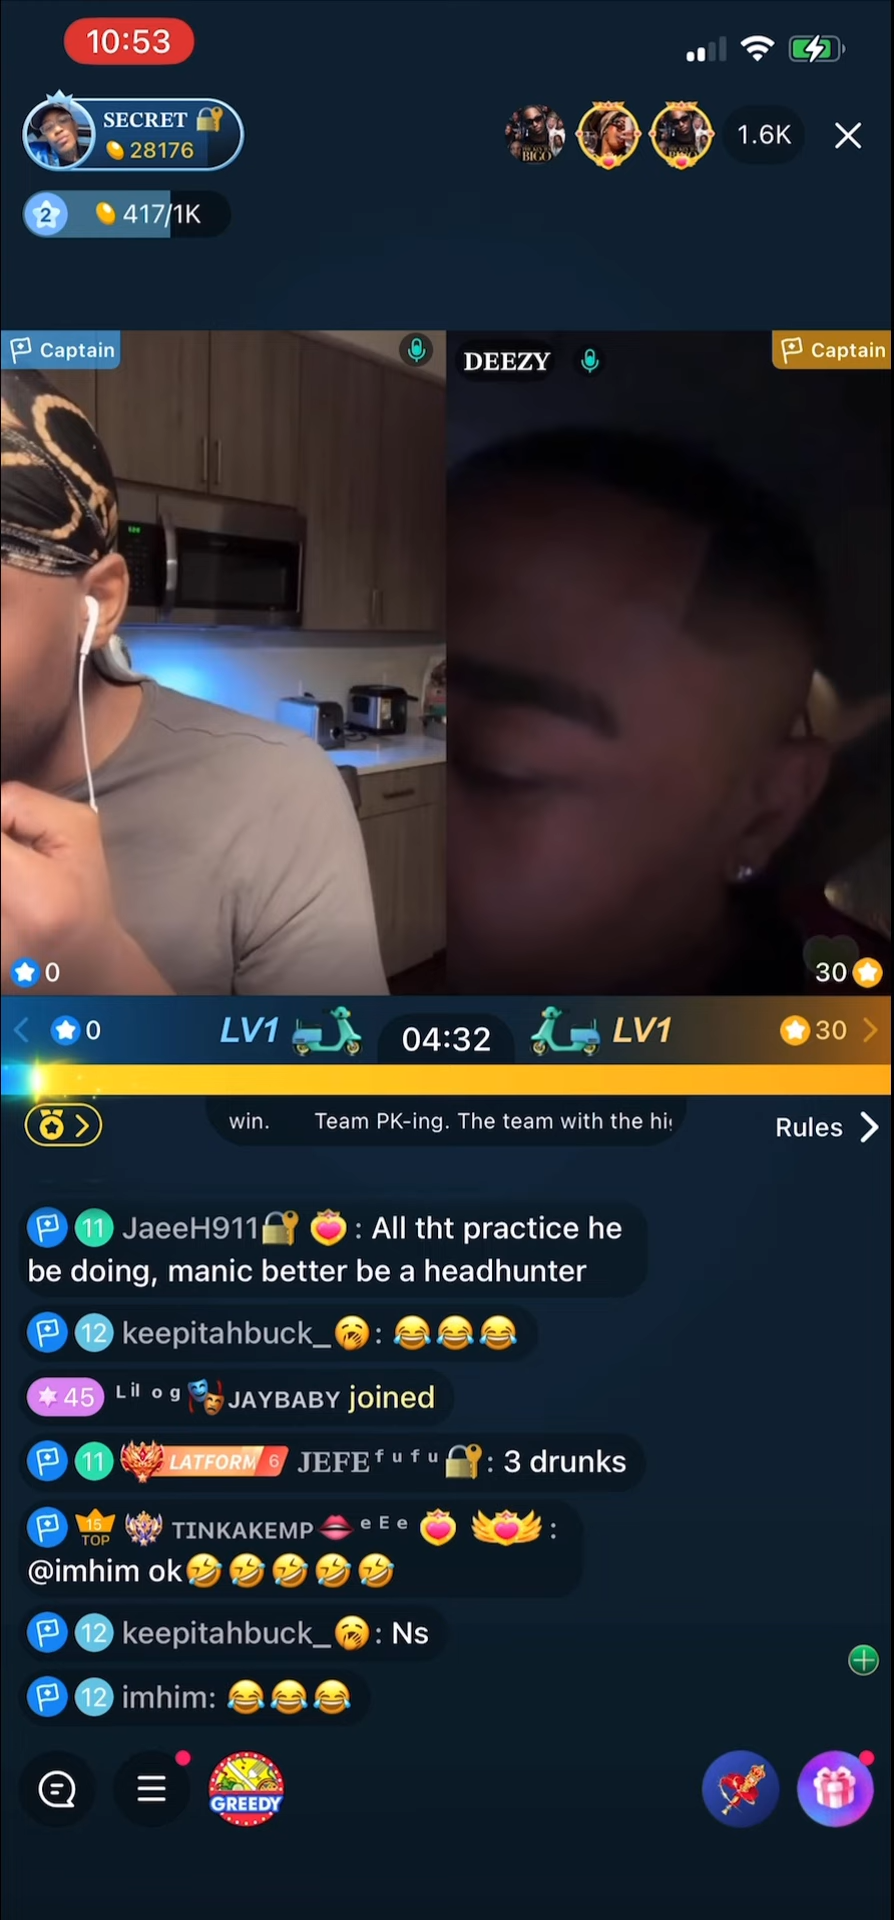 10:53
SECRET 🔐
28176
BIGO
1.6K
2
417/1K
Captain
DEEZY
Captain
0
30
0
LV1
04:32
LV1
30
win. Team PK-ing. The team with the hi
Rules
11 JaeeH911🔐 💖 : All tht practice he
be doing, manic better be a headhunter
12 keepitahbuck_🥱: 😂😂😂
45 ᴸⁱˡ ᵒ ᵍ🎭JAYBABY joined
11 LATFORM 6 JEFEᶠ ᵘ ᶠ ᵘ🔐: 3 drunks
15 TOP TINKAKEMP💋ᵉ ᴱ ᵉ :
@imhim ok🤣🤣🤣🤣🤣
12 keepitahbuck_🥱: Ns
12 imhim: 😂😂😂
GREEDY